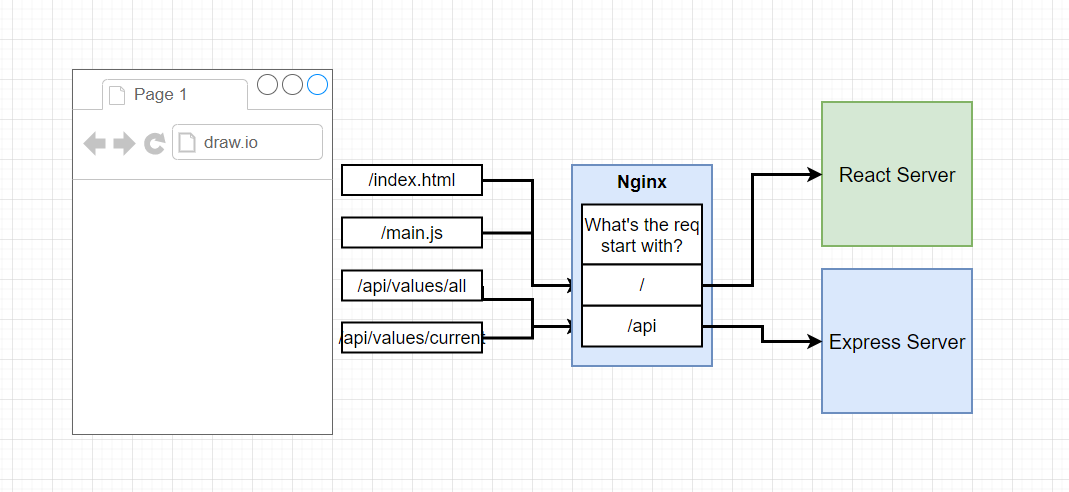 Page 1
draw.io
/index.html
/main.js
/api/values/all
/api/values/current
Nginx
What's the req
start with?
/
/api
React Server
Express Server